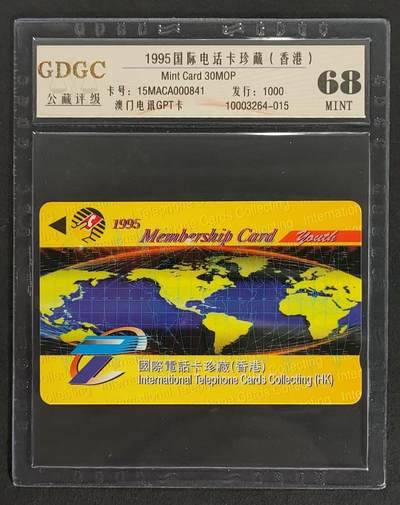 GDGC
公藏评级
1995国际电话卡珍藏(香港)
Mint Card 30MOP
卡号: 15MACA000841 发行: 1000
澳门电讯GPT卡 10003264-015
68
MINT
1995 Membership Card Youth
國際電話卡珍藏(香港)
International Telephone Cards Collecting (HK)